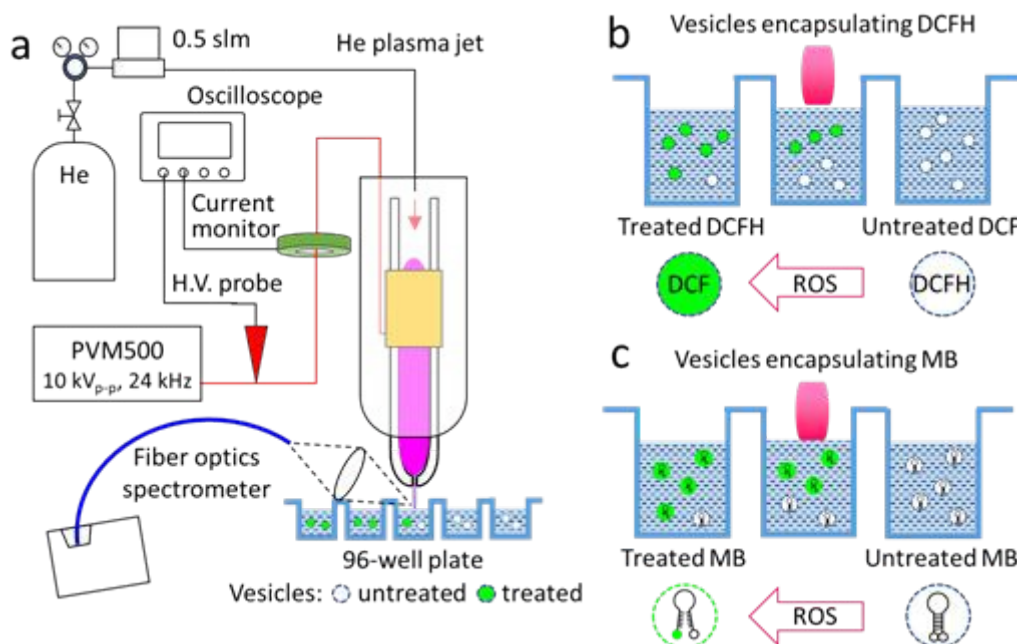 a
0.5 slm
He plasma jet
Oscilloscope
He
Current
monitor
H.V. probe
PVM500
10 kVp-p, 24 kHz
Fiber optics
spectrometer
96-well plate
Vesicles: untreated treated
b
Vesicles encapsulating DCFH
Treated DCFH
Untreated DCF
DCF
ROS
DCFH
c
Vesicles encapsulating MB
Treated MB
Untreated MB
ROS